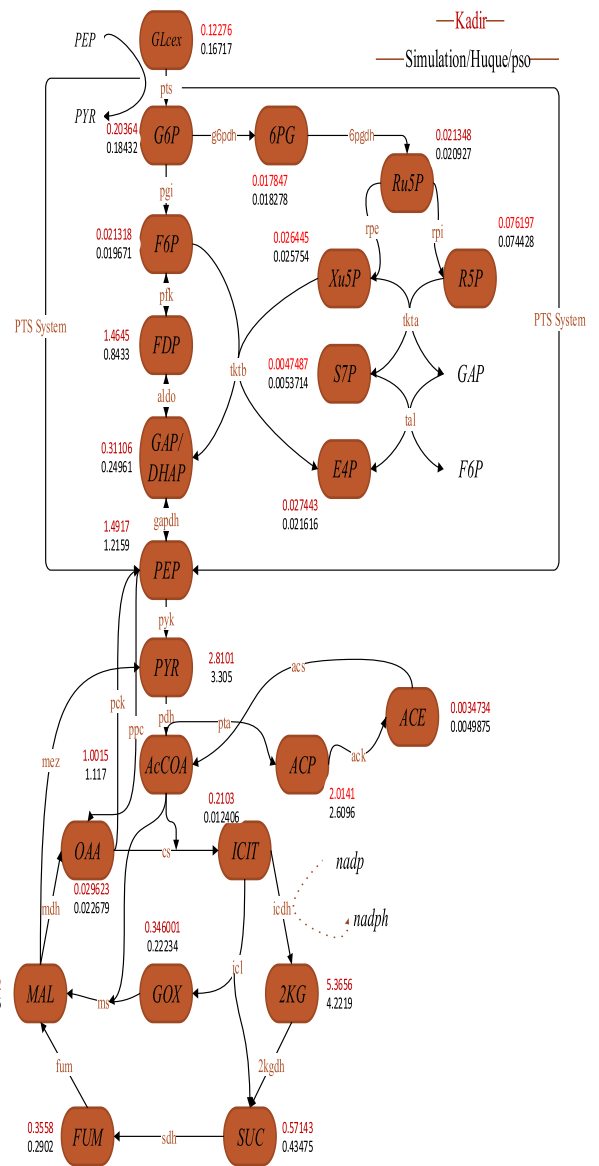 Kadir
Simulation/Huque/pso
PEP
GLcex
0.12276
0.16717
pts
PYR
0.20364
0.18432
G6P
g6pdh
6PG
6pgdh
0.021348
0.020927
0.017847
0.018278
Ru5P
pgi
rpe
rpi
0.021318
0.019671
F6P
0.026445
0.025754
Xu5P
R5P
0.076197
0.074428
pfk
PTS System
PTS System
1.4645
0.8433
FDP
tktb
tkta
0.0047487
0.0053714
S7P
GAP
aldo
tal
0.31106
0.24961
GAP/
DHAP
E4P
F6P
0.027443
0.021616
gapdh
1.4917
1.2159
PEP
pyk
PYR
2.8101
3.305
acs
pck
ppc
pdh
pta
ACE
0.0034734
0.0049875
mez
1.0015
1.117
AcCOA
ACP
ack
2.0141
2.6096
0.2103
0.012406
OAA
cs
ICIT
nadp
0.029623
0.022679
mdh
icdh
nadph
0.346001
0.22234
icl
MAL
ms
GOX
2KG
5.3656
4.2219
fum
2kgdh
0.3558
0.2902
FUM
sdh
SUC
0.57143
0.43475